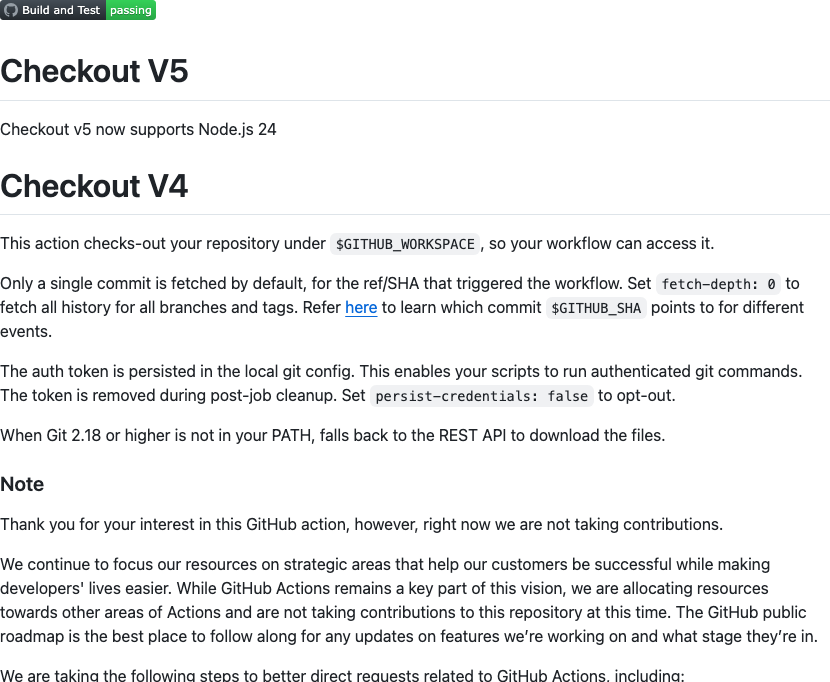 Build and Test passing
Checkout V5
Checkout v5 now supports Node.js 24
Checkout V4
This action checks-out your repository under $GITHUB_WORKSPACE , so your workflow can access it.
Only a single commit is fetched by default, for the ref/SHA that triggered the workflow. Set fetch-depth: 0 to
fetch all history for all branches and tags. Refer here to learn which commit $GITHUB_SHA points to for different
events.
The auth token is persisted in the local git config. This enables your scripts to run authenticated git commands.
The token is removed during post-job cleanup. Set persist-credentials: false to opt-out.
When Git 2.18 or higher is not in your PATH, falls back to the REST API to download the files.
Note
Thank you for your interest in this GitHub action, however, right now we are not taking contributions.
We continue to focus our resources on strategic areas that help our customers be successful while making
developers' lives easier. While GitHub Actions remains a key part of this vision, we are allocating resources
towards other areas of Actions and are not taking contributions to this repository at this time. The GitHub public
roadmap is the best place to follow along for any updates on features we’re working on and what stage they’re in.
We are taking the following steps to better direct requests related to GitHub Actions, including: